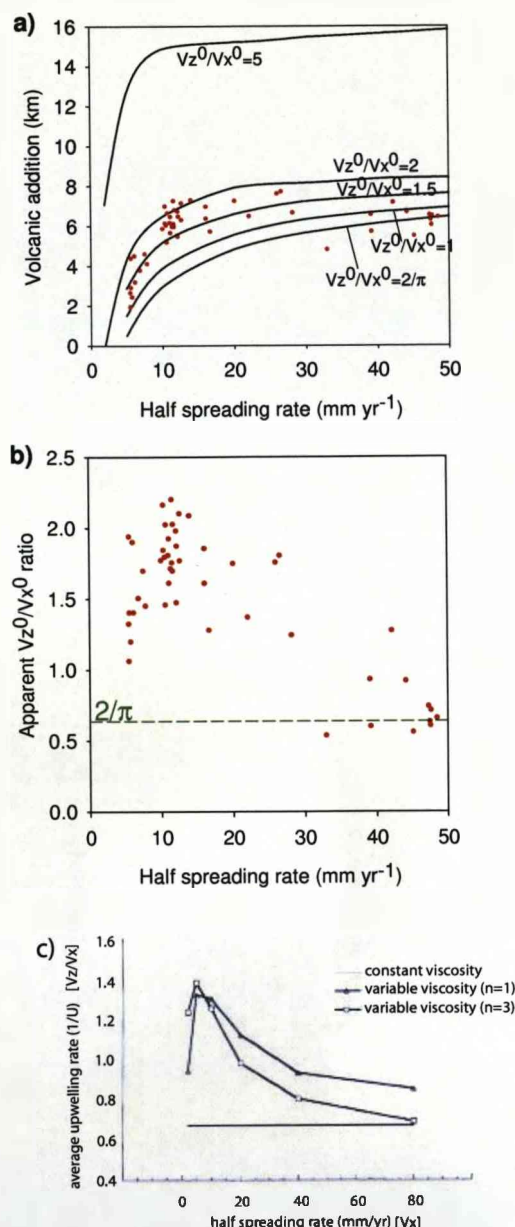 a)
16
14
12
10
8
6
4
2
0
Volcanic addition (km)
Vz⁰/Vx⁰=5
Vz⁰/Vx⁰=2
Vz⁰/Vx⁰=1.5
Vz⁰/Vx⁰=1
Vz⁰/Vx⁰=2/π
0 10 20 30 40 50
Half spreading rate (mm yr⁻¹)
b)
2.5
2.0
1.5
1.0
0.5
0.0
Apparent Vz⁰/Vx⁰ ratio
2/π
0 10 20 30 40 50
Half spreading rate (mm yr⁻¹)
c)
1.6
1.4
1.2
1.0
0.8
0.6
0.4
average upwelling rate (1/U) [Vz/Vx]
constant viscosity
variable viscosity (n=1)
variable viscosity (n=3)
0 20 40 60 80
half spreading rate (mm/yr) [Vx]